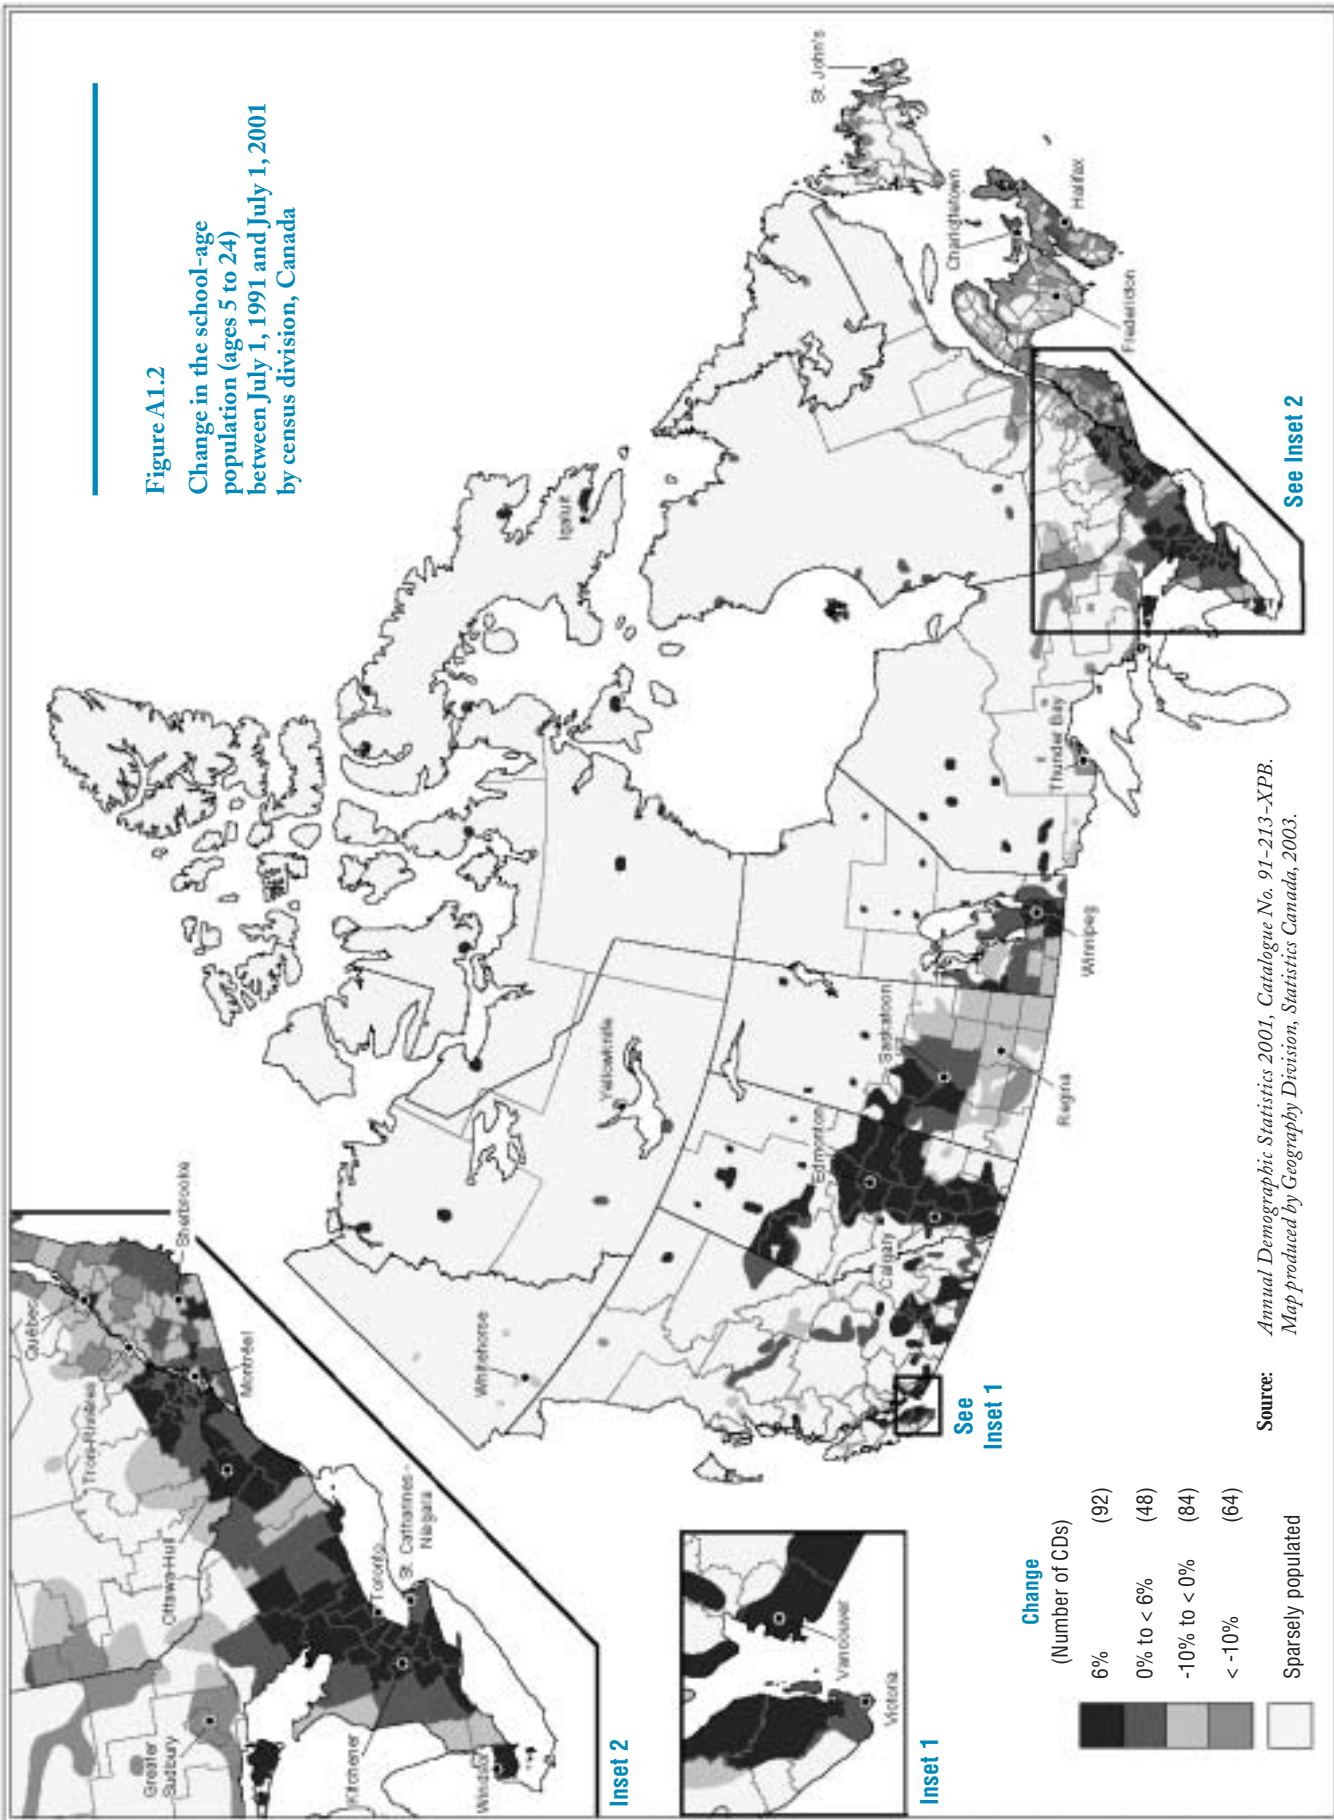 Figure A1.2
Change in the school-age
population (ages 5 to 24)
between July 1, 1991 and July 1, 2001
by census division, Canada
St. John's
Charlottetown
Halifax
Fredericton
Iqaluit
See Inset 2
Thunder Bay
Winnipeg
Saskatoon
Regina
Yellowknife
Edmonton
Calgary
Whitehorse
See
Inset 1
Québec
Sherbrooke
Trois-Rivières
Montréal
Ottawa-Hull
Toronto
St. Catharines -
Niagara
Greater
Sudbury
Kitchener
Windsor
Inset 2
Vancouver
Victoria
Inset 1
Change
(Number of CDs)
6% (92)
0% to < 6% (48)
-10% to < 0% (84)
< -10% (64)
Sparsely populated
Source: Annual Demographic Statistics 2001, Catalogue No. 91-213-XPB.
Map produced by Geography Division, Statistics Canada, 2003.